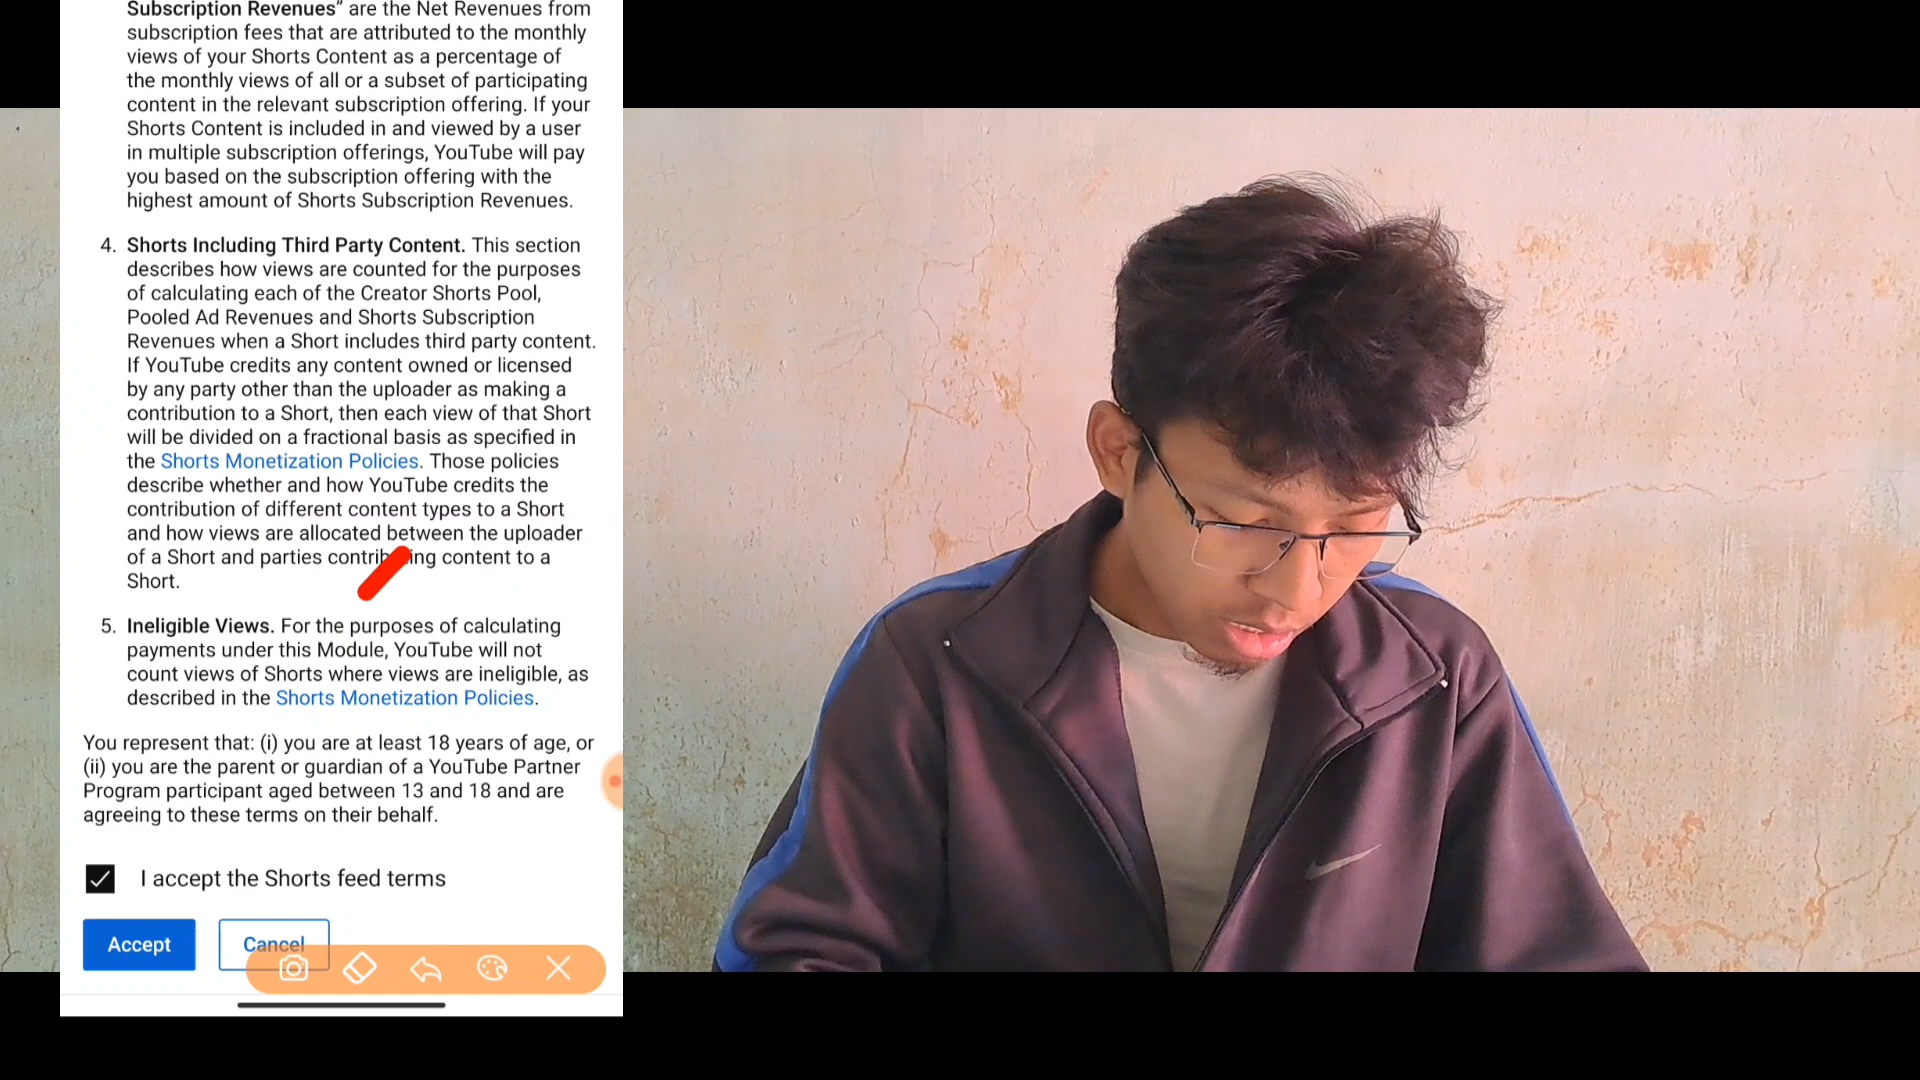 Subscription Revenues” are the Net Revenues from
subscription fees that are attributed to the monthly
views of your Shorts Content as a percentage of
the monthly views of all or a subset of participating
content in the relevant subscription offering. If your
Shorts Content is included in and viewed by a user
in multiple subscription offerings, YouTube will pay
you based on the subscription offering with the
highest amount of Shorts Subscription Revenues.
4. Shorts Including Third Party Content. This section
describes how views are counted for the purposes
of calculating each of the Creator Shorts Pool,
Pooled Ad Revenues and Shorts Subscription
Revenues when a Short includes third party content.
If YouTube credits any content owned or licensed
by any party other than the uploader as making a
contribution to a Short, then each view of that Short
will be divided on a fractional basis as specified in
the Shorts Monetization Policies. Those policies
describe whether and how YouTube credits the
contribution of different content types to a Short
and how views are allocated between the uploader
of a Short and parties contributing content to a
Short.
5. Ineligible Views. For the purposes of calculating
payments under this Module, YouTube will not
count views of Shorts where views are ineligible, as
described in the Shorts Monetization Policies.
You represent that: (i) you are at least 18 years of age, or
(ii) you are the parent or guardian of a YouTube Partner
Program participant aged between 13 and 18 and are
agreeing to these terms on their behalf.
I accept the Shorts feed terms
Accept Cancel